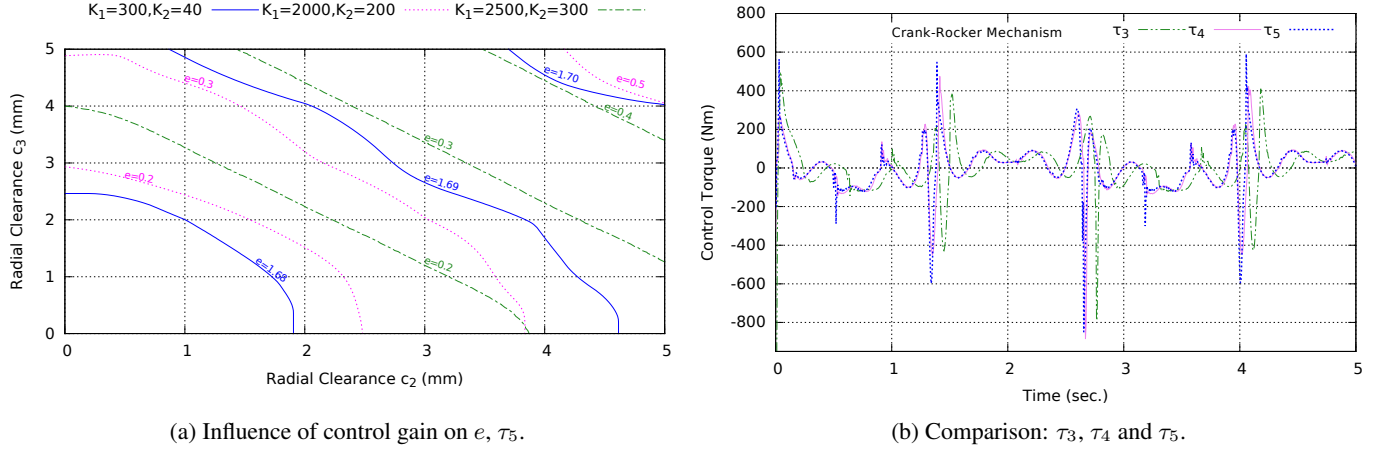 K1=300,K2=40 K1=2000,K2=200 K1=2500,K2=300
5
4
3
2
1
0
Radial Clearance c3 (mm)
e=0.3
e=1.70
e=0.5
e=0.4
e=0.3
e=0.2
e=1.69
e=1.68
e=0.2
0 1 2 3 4 5
Radial Clearance c2 (mm)
(a) Influence of control gain on e, τ5.
800
600
400
200
0
-200
-400
-600
-800
Control Torque (Nm)
Crank-Rocker Mechanism τ3 τ4 τ5
0 1 2 3 4 5
Time (sec.)
(b) Comparison: τ3, τ4 and τ5.